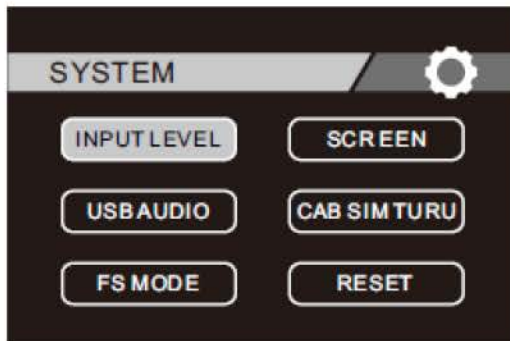 SYSTEM
INPUT LEVEL
SCREEN
USB AUDIO
CAB SIM TURU
FS MODE
RESET